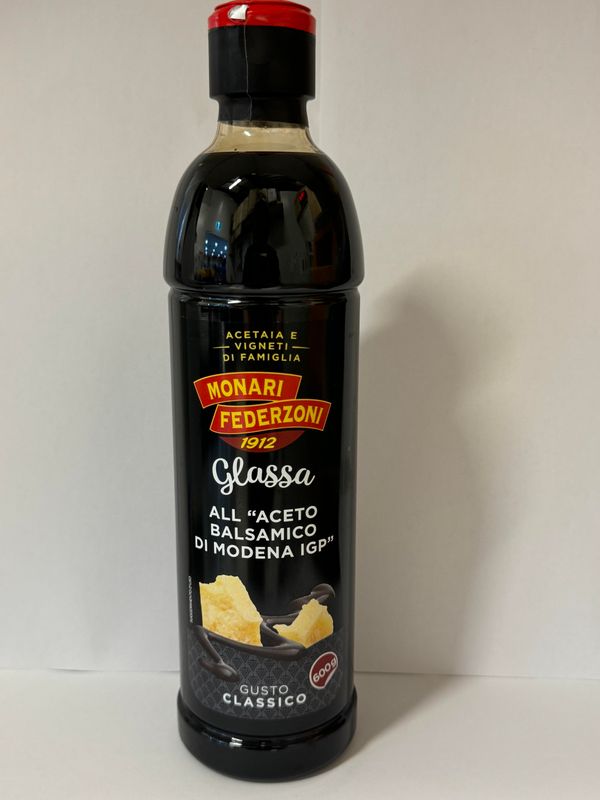 ACETAIA E
VIGNETI
DI FAMIGLIA
MONARI
FEDERZONI
1912
Glassa
ALL "ACETO
BALSAMICO
DI MODENA IGP"
600g
GUSTO
CLASSICO